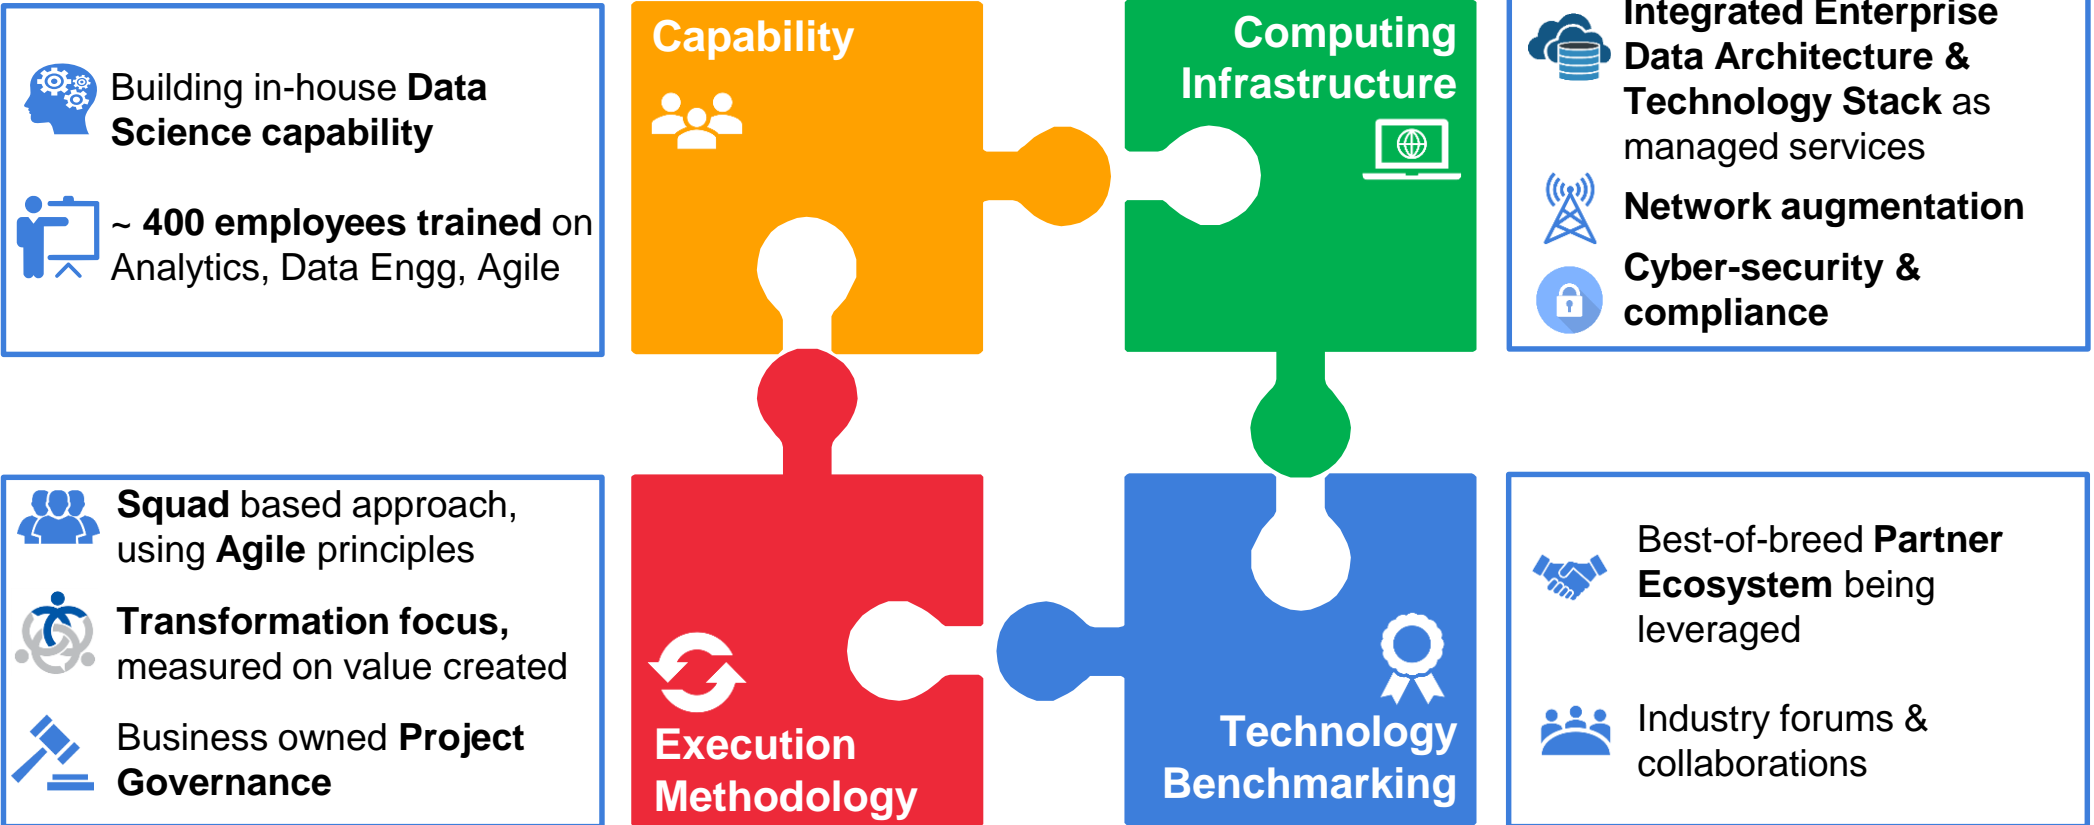 Building in-house Data
Science capability
~ 400 employees trained on
Analytics, Data Engg, Agile
Capability
Computing
Infrastructure
Integrated Enterprise
Data Architecture &
Technology Stack as
managed services
Network augmentation
Cyber-security &
compliance
Squad based approach,
using Agile principles
Transformation focus,
measured on value created
Business owned Project
Governance
Execution
Methodology
Technology
Benchmarking
Best-of-breed Partner
Ecosystem being
leveraged
Industry forums &
collaborations